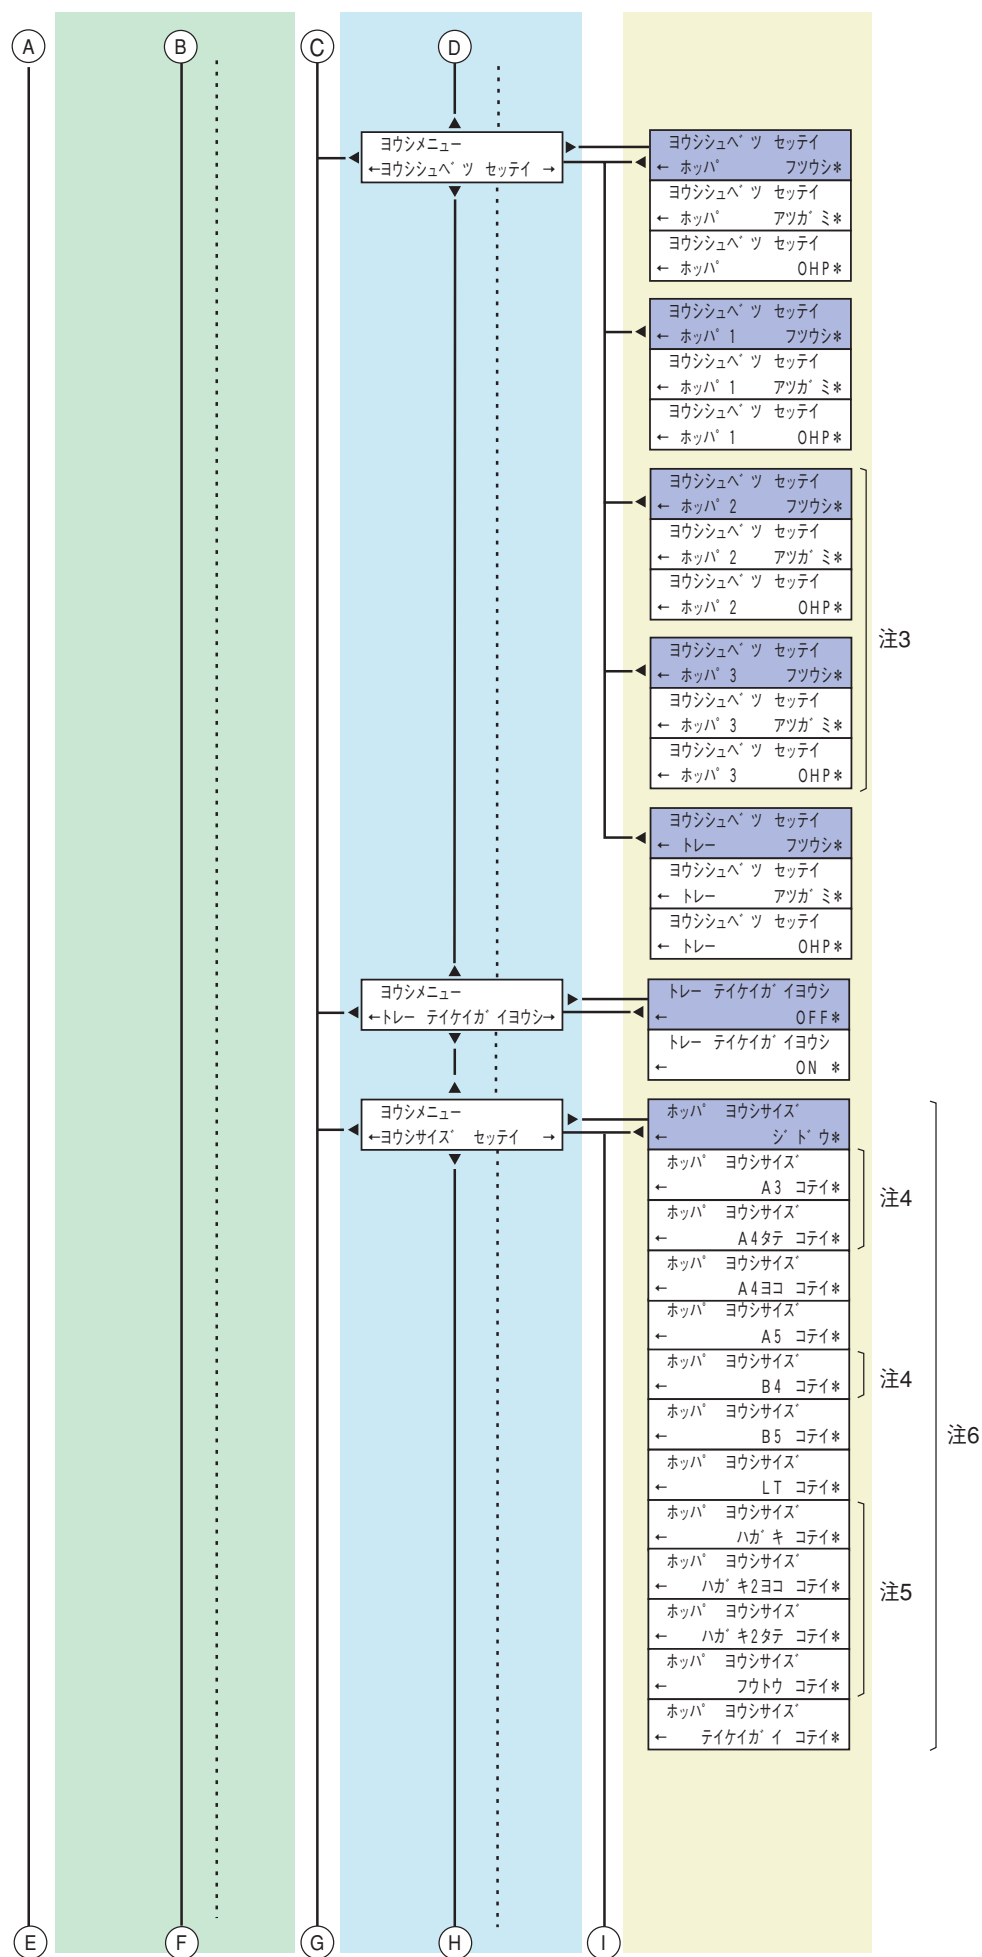 A
B
C
D
ヨウシメニュー
←ヨウシシュベツ セッテイ →
ヨウシシュベツ セッテイ
← ホッパ フツウシ*
ヨウシシュベツ セッテイ
← ホッパ アツガミ*
ヨウシシュベツ セッテイ
← ホッパ OHP*
ヨウシシュベツ セッテイ
← ホッパ1 フツウシ*
ヨウシシュベツ セッテイ
← ホッパ1 アツガミ*
ヨウシシュベツ セッテイ
← ホッパ1 OHP*
ヨウシシュベツ セッテイ
← ホッパ2 フツウシ*
ヨウシシュベツ セッテイ
← ホッパ2 アツガミ*
ヨウシシュベツ セッテイ
← ホッパ2 OHP*
ヨウシシュベツ セッテイ
← ホッパ3 フツウシ*
ヨウシシュベツ セッテイ
← ホッパ3 アツガミ*
ヨウシシュベツ セッテイ
← ホッパ3 OHP*
注3
ヨウシシュベツ セッテイ
← トレー フツウシ*
ヨウシシュベツ セッテイ
← トレー アツガミ*
ヨウシシュベツ セッテイ
← トレー OHP*
ヨウシメニュー
←トレー テイケイガイヨウシ→
トレー テイケイガイヨウシ
← OFF*
トレー テイケイガイヨウシ
← ON *
ヨウシメニュー
←ヨウシサイズ セッテイ →
ホッパ ヨウシサイズ
← ジドウ*
ホッパ ヨウシサイズ
← A3 コテイ*
ホッパ ヨウシサイズ
← A4タテ コテイ*
注4
ホッパ ヨウシサイズ
← A4ヨコ コテイ*
ホッパ ヨウシサイズ
← A5 コテイ*
ホッパ ヨウシサイズ
← B4 コテイ*
注4
ホッパ ヨウシサイズ
← B5 コテイ*
ホッパ ヨウシサイズ
← LT コテイ*
ホッパ ヨウシサイズ
← ハガキ コテイ*
ホッパ ヨウシサイズ
← ハガキ2ヨコ コテイ*
ホッパ ヨウシサイズ
← ハガキ2タテ コテイ*
ホッパ ヨウシサイズ
← フウトウ コテイ*
注5
ホッパ ヨウシサイズ
← テイケイガイ コテイ*
注6
E
F
G
H
I